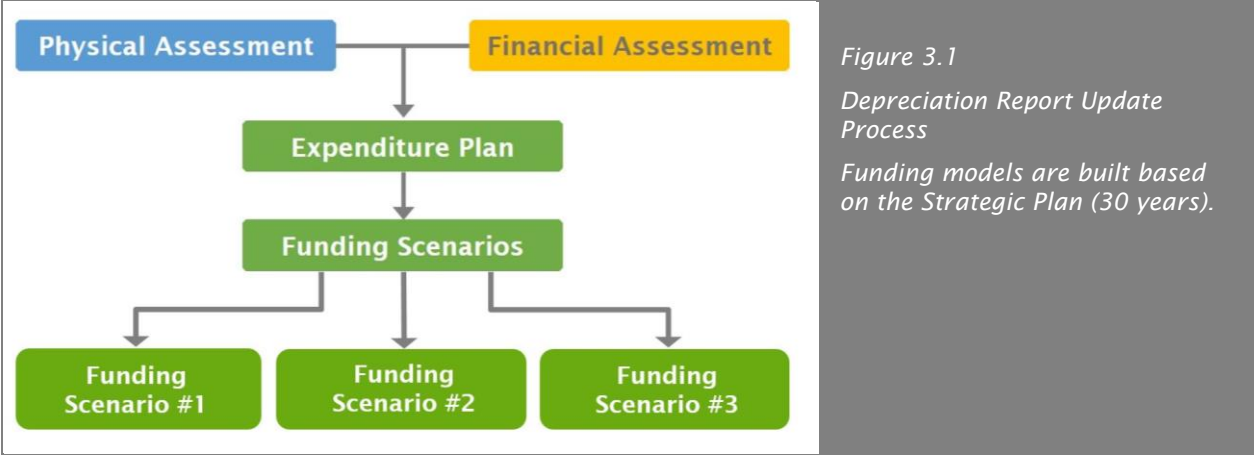 Physical Assessment
Financial Assessment
Expenditure Plan
Funding Scenarios
Funding
Scenario #1
Funding
Scenario #2
Funding
Scenario #3
Figure 3.1
Depreciation Report Update
Process
Funding models are built based
on the Strategic Plan (30 years).